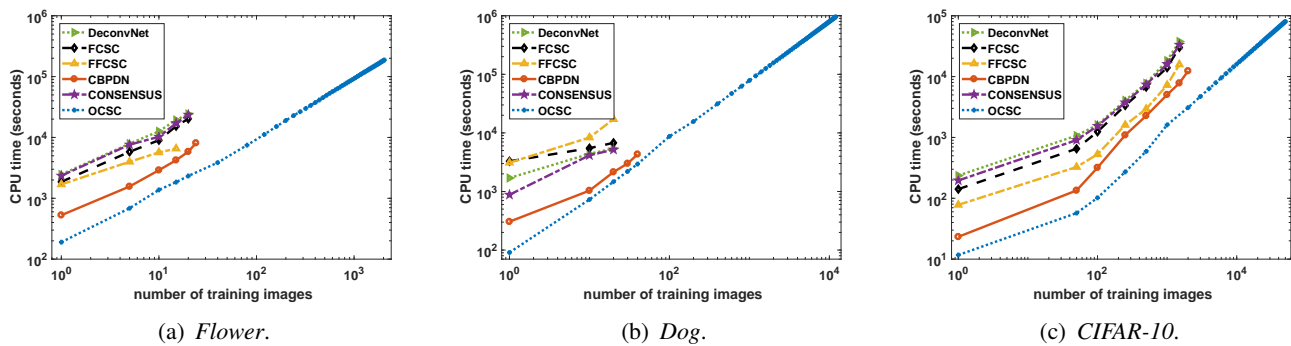 10^6
10^5
10^4
10^3
10^2
CPU time (seconds)
DeconvNet
FCSC
FFCSC
CBPDN
CONSENSUS
OCSC
10^0
10^1
10^2
10^3
number of training images
(a) Flower.
10^6
10^5
10^4
10^3
10^2
CPU time (seconds)
DeconvNet
FCSC
FFCSC
CBPDN
CONSENSUS
OCSC
10^0
10^2
10^4
number of training images
(b) Dog.
10^5
10^4
10^3
10^2
10^1
CPU time (seconds)
DeconvNet
FCSC
FFCSC
CBPDN
CONSENSUS
OCSC
10^0
10^2
10^4
number of training images
(c) CIFAR-10.